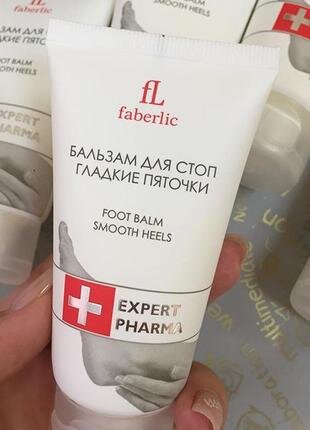 fL
faberlic
БАЛЬЗАМ ДЛЯ СТОП
ГЛАДКИЕ ПЯТОЧКИ
FOOT BALM
SMOOTH HEELS
EXPERT
PHARMA